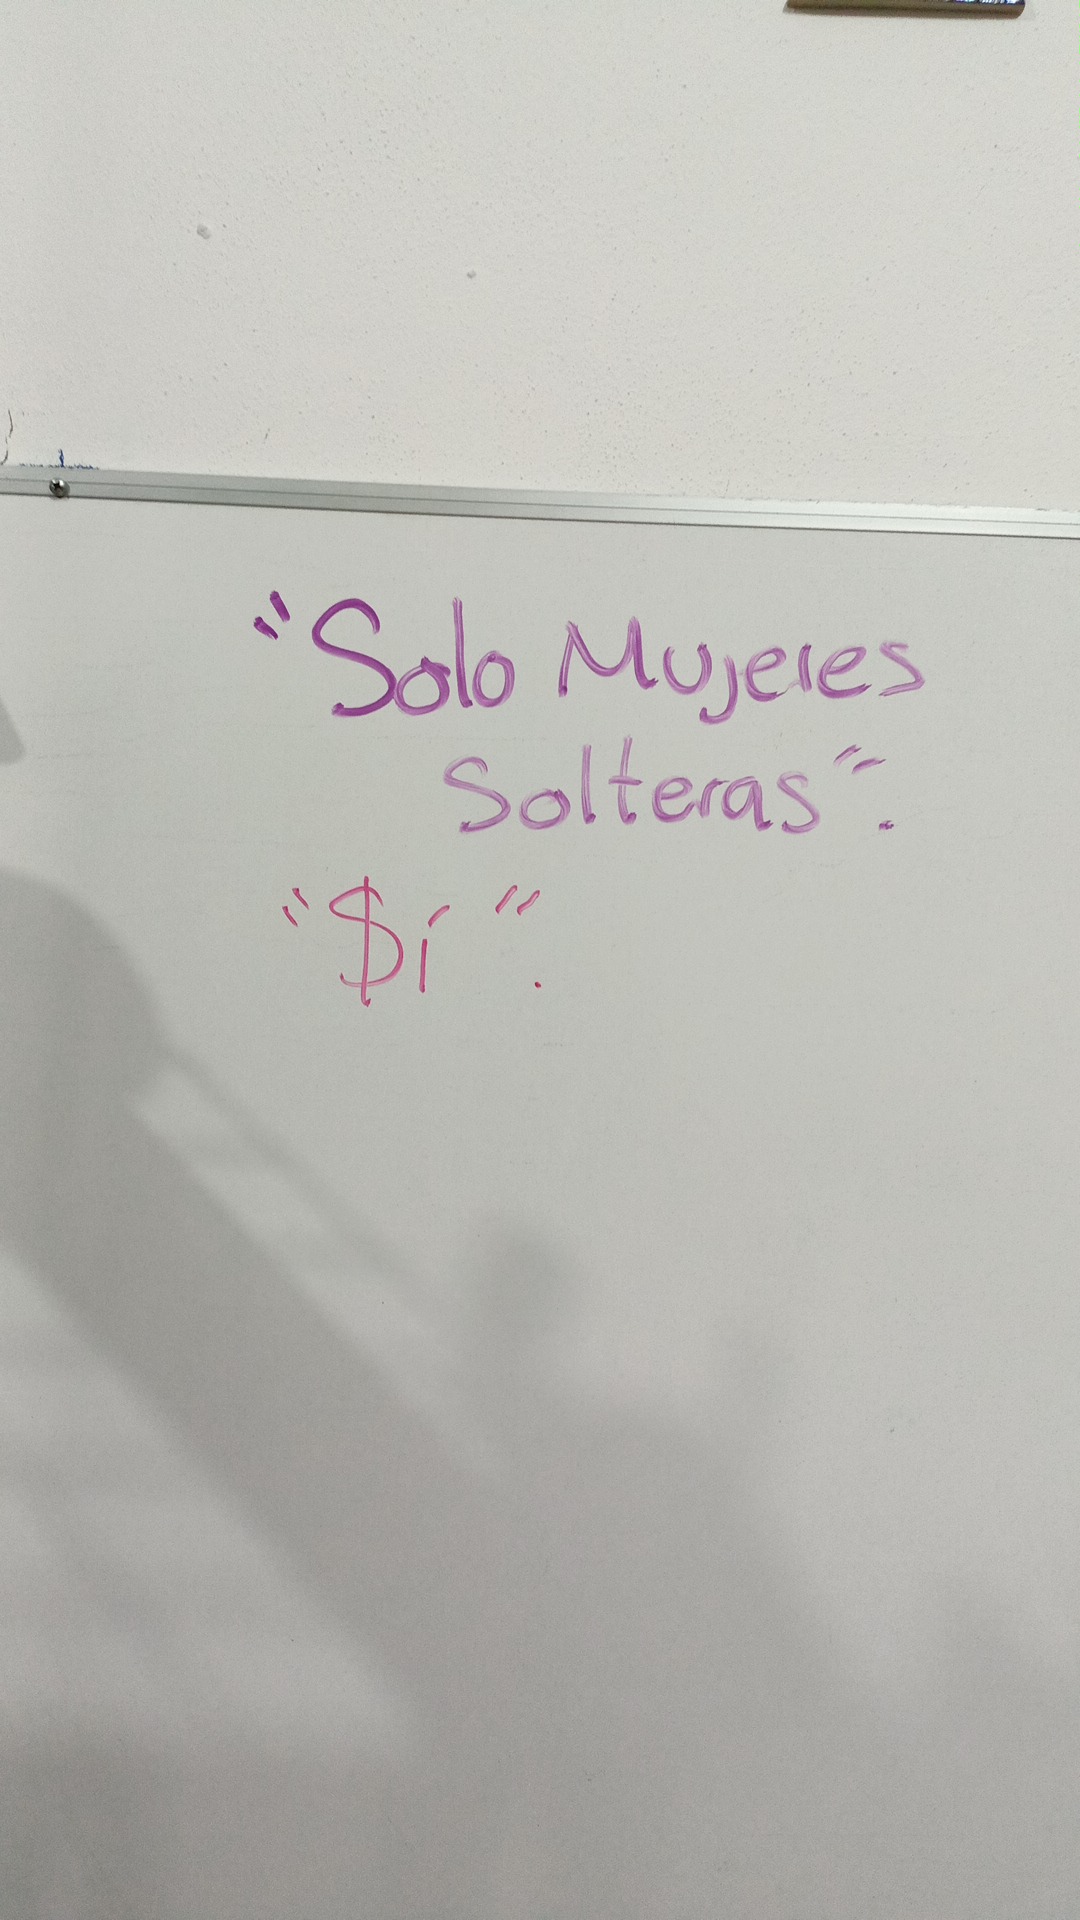 "Solo Mujeres
Solteras".
"$í".